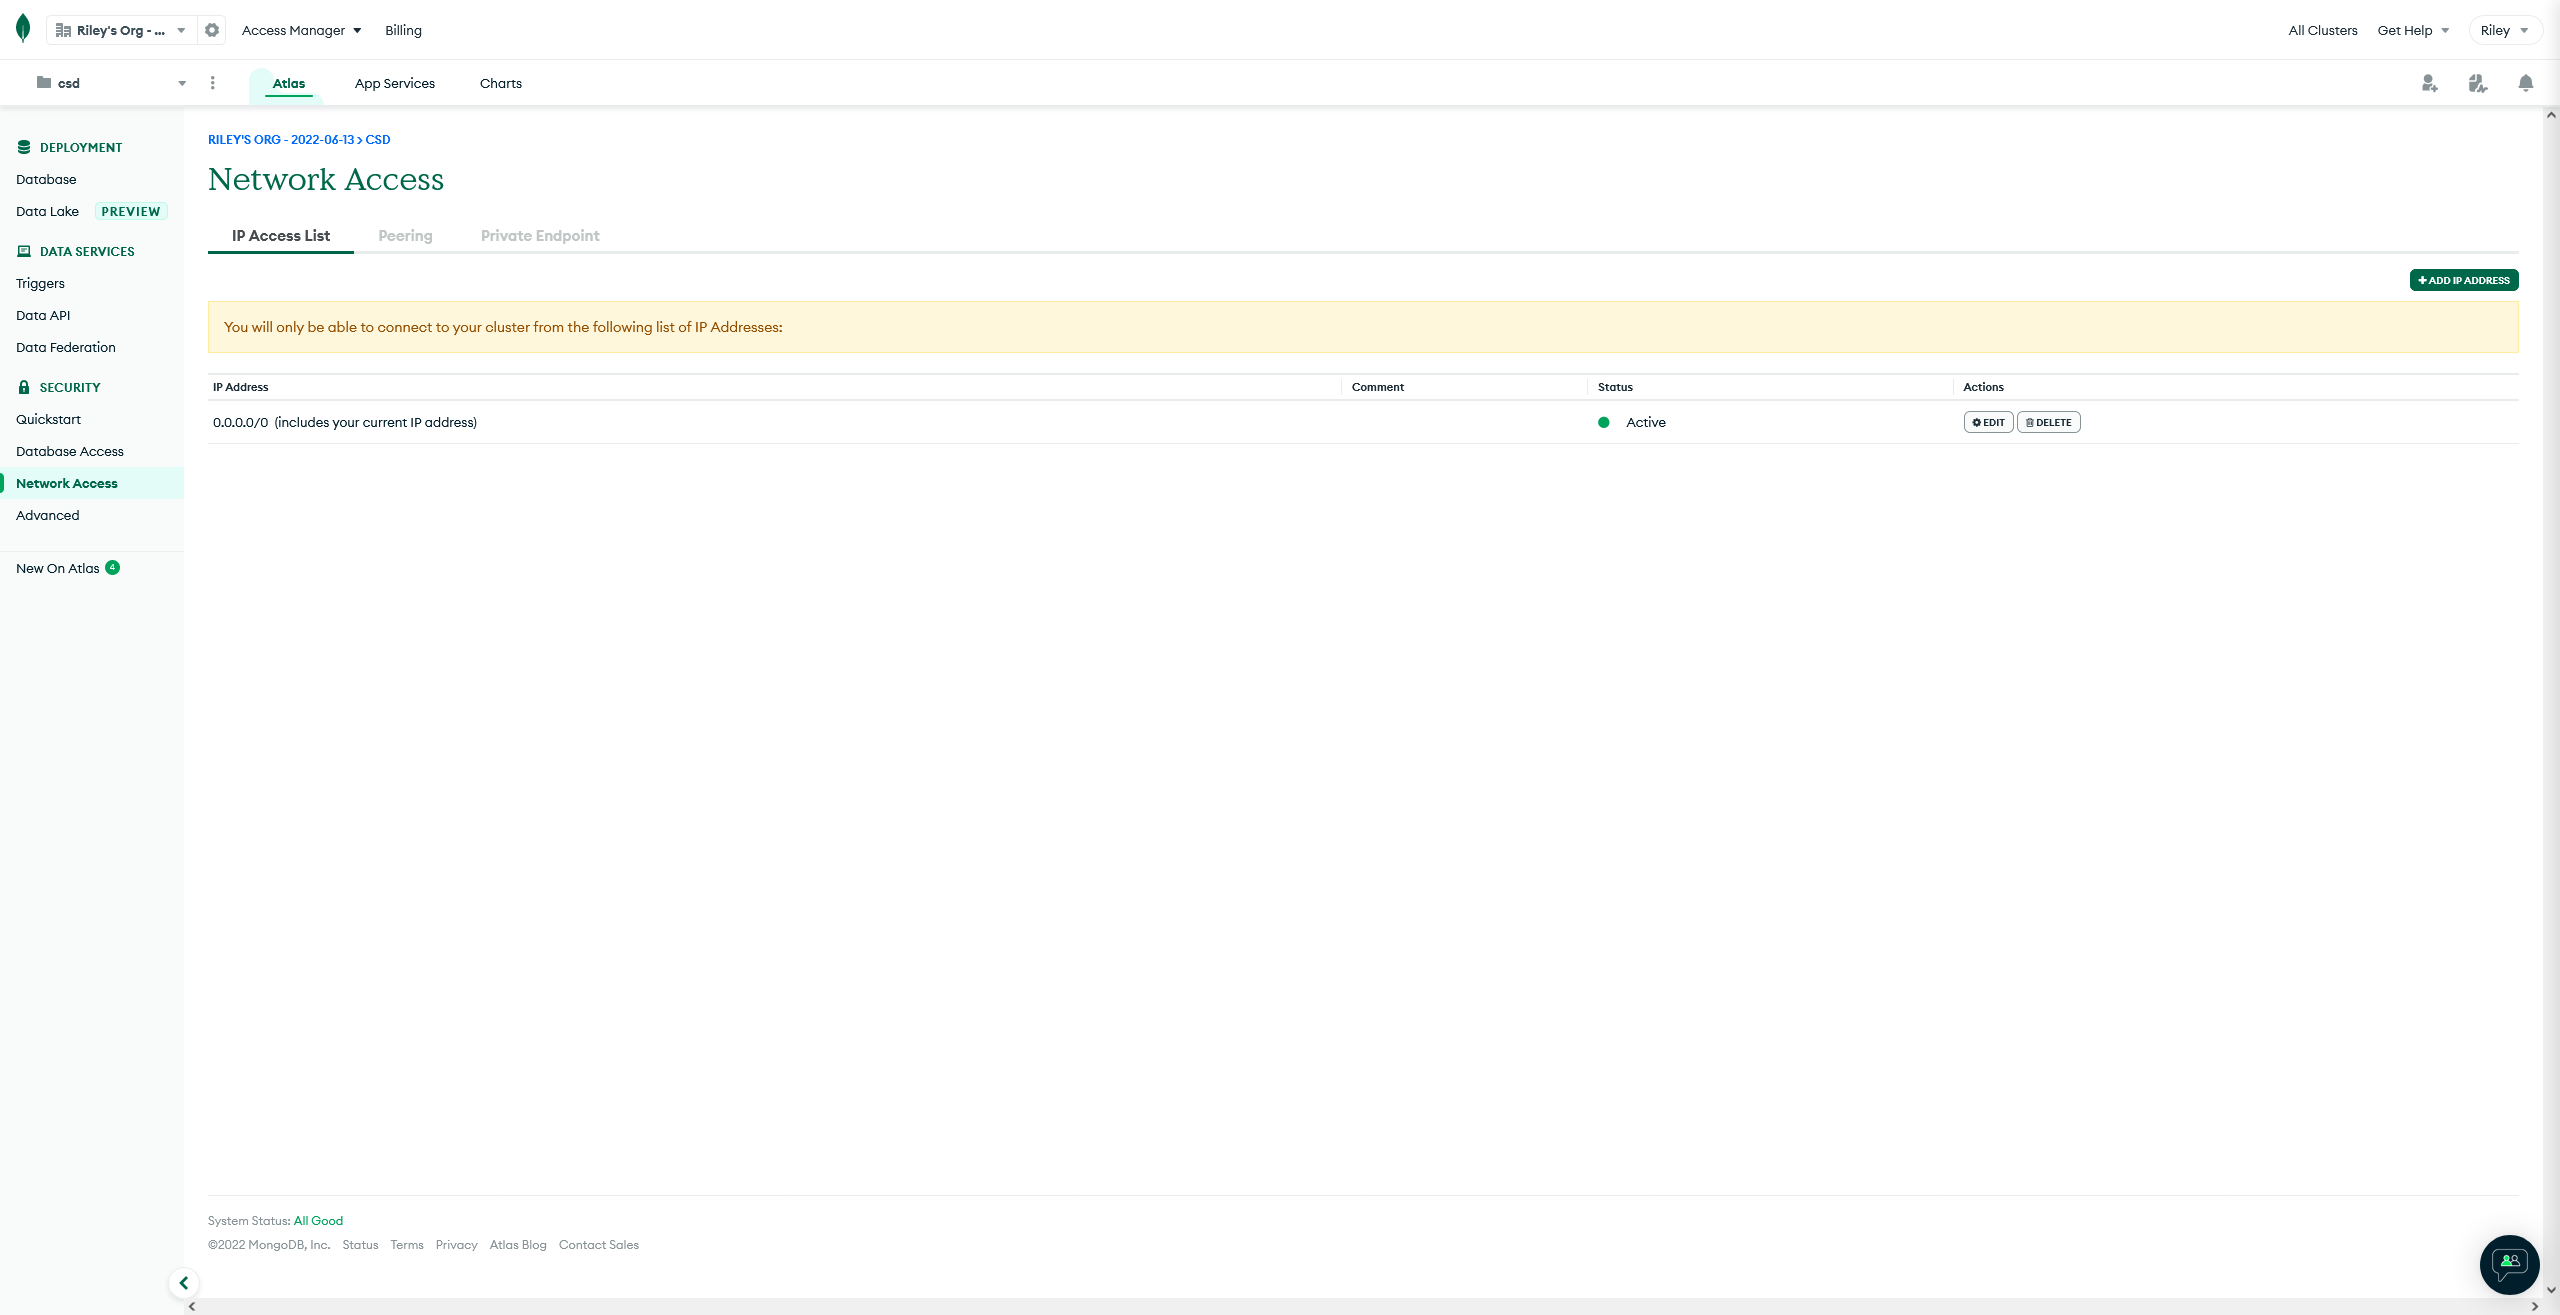 Riley's Org - ...
Access Manager
Billing
All Clusters
Get Help
Riley
csd
Atlas
App Services
Charts
DEPLOYMENT
Database
Data Lake PREVIEW
DATA SERVICES
Triggers
Data API
Data Federation
SECURITY
Quickstart
Database Access
Network Access
Advanced
New On Atlas 4
RILEY'S ORG - 2022-06-13 > CSD
Network Access
IP Access List
Peering
Private Endpoint
+ ADD IP ADDRESS
You will only be able to connect to your cluster from the following list of IP Addresses:
IP Address Comment Status Actions
0.0.0.0/0 (includes your current IP address) Active EDIT DELETE
System Status: All Good
©2022 MongoDB, Inc. Status Terms Privacy Atlas Blog Contact Sales